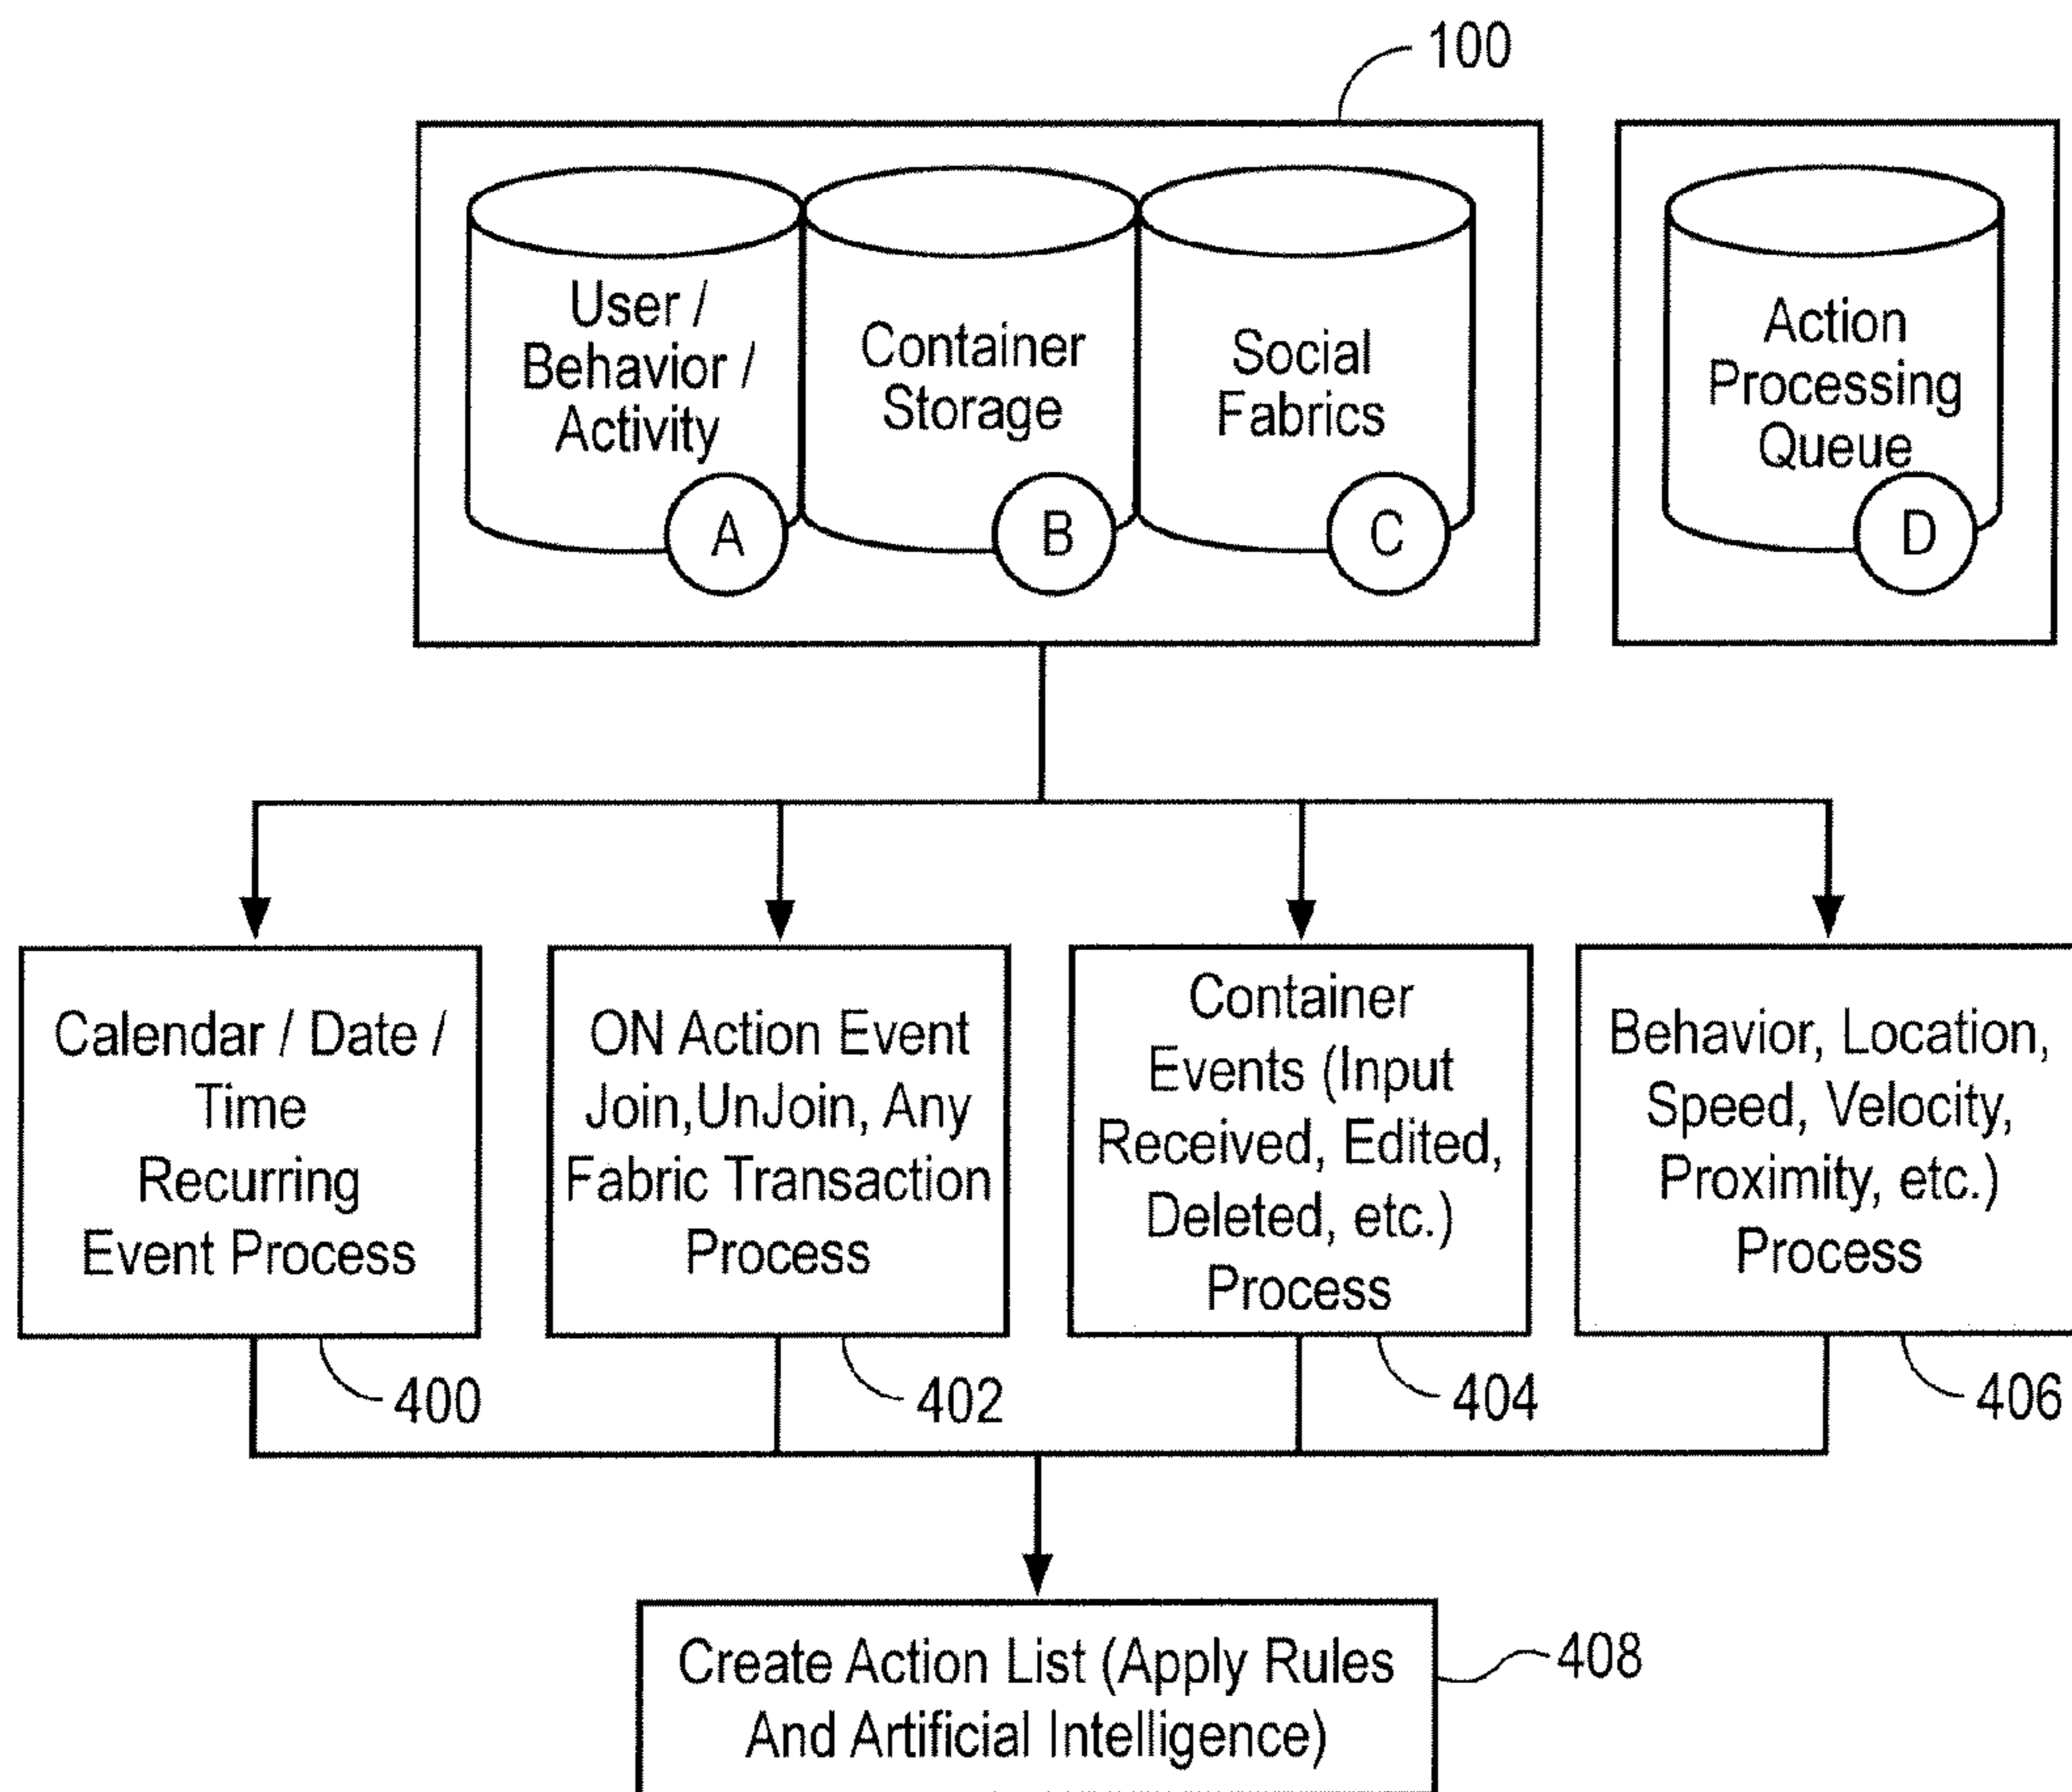 100
User /
Behavior /
Activity
A
Container
Storage
B
Social
Fabrics
C
Action
Processing
Queue
D
Calendar / Date /
Time
Recurring
Event Process
400
ON Action Event
Join,UnJoin, Any
Fabric Transaction
Process
402
Container
Events (Input
Received, Edited,
Deleted, etc.)
Process
404
Behavior, Location,
Speed, Velocity,
Proximity, etc.)
Process
406
Create Action List (Apply Rules
And Artificial Intelligence)
408